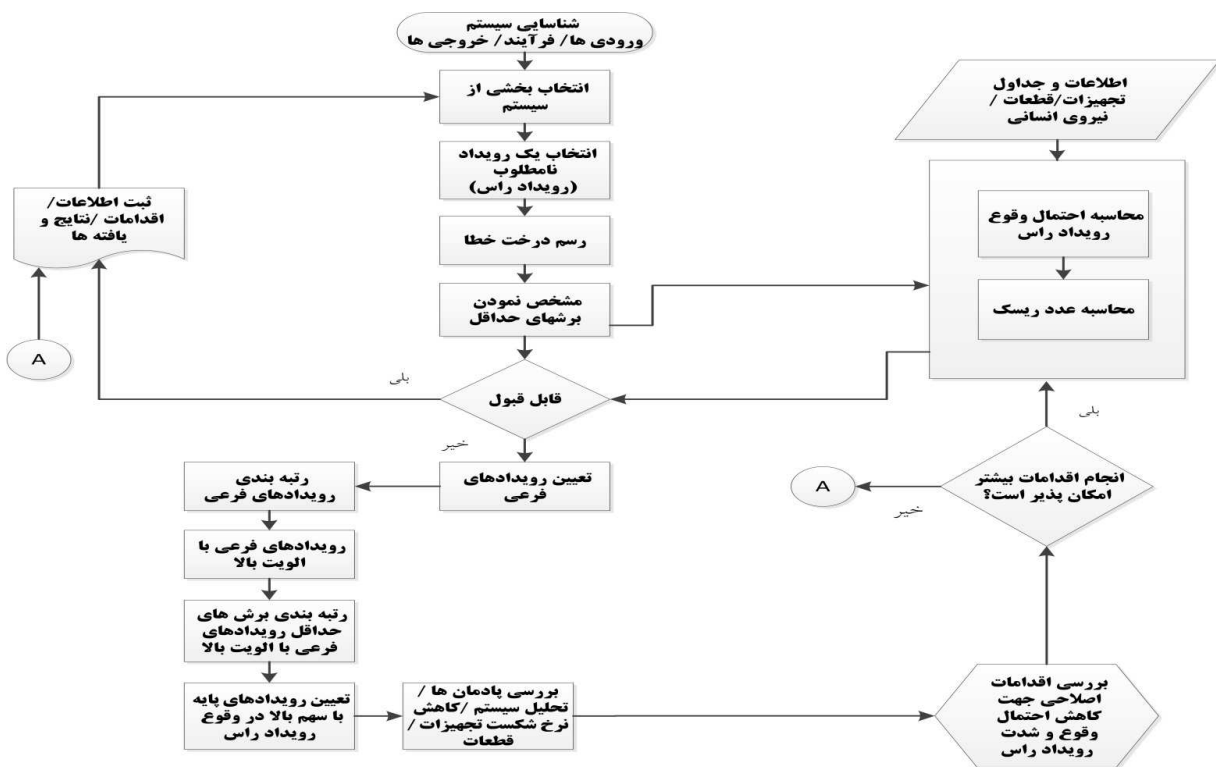 شناسایی سیستم
ورودی ها/ فرآیند/ خروجی ها
انتخاب بخشی از
سیستم
انتخاب یک رویداد
نامطلوب
(رویداد راس)
رسم درخت خطا
مشخص نمودن
برشهای حداقل
قابل قبول
بلی
خیر
ثبت اطلاعات/
اقدامات /نتایج و
یافته ها
A
تعیین رویدادهای
فرعی
رتبه بندی
رویدادهای فرعی
رویدادهای فرعی با
الویت بالا
رتبه بندی برش های
حداقل رویدادهای
فرعی با الویت بالا
تعیین رویدادهای پایه
با سهم بالا در وقوع
رویداد راس
بررسی پادمان ها /
تحلیل سیستم /کاهش
نرخ شکست تجهیزات /
قطعات
بررسی اقدامات
اصلاحی جهت
کاهش احتمال
وقوع و شدت
رویداد راس
انجام اقدامات بیشتر
امکان پذیر است؟
بلی
خیر
A
اطلاعات و جداول
تجهیزات/قطعات /
نیروی انسانی
محاسبه احتمال وقوع
رویداد راس
محاسبه عدد ریسک